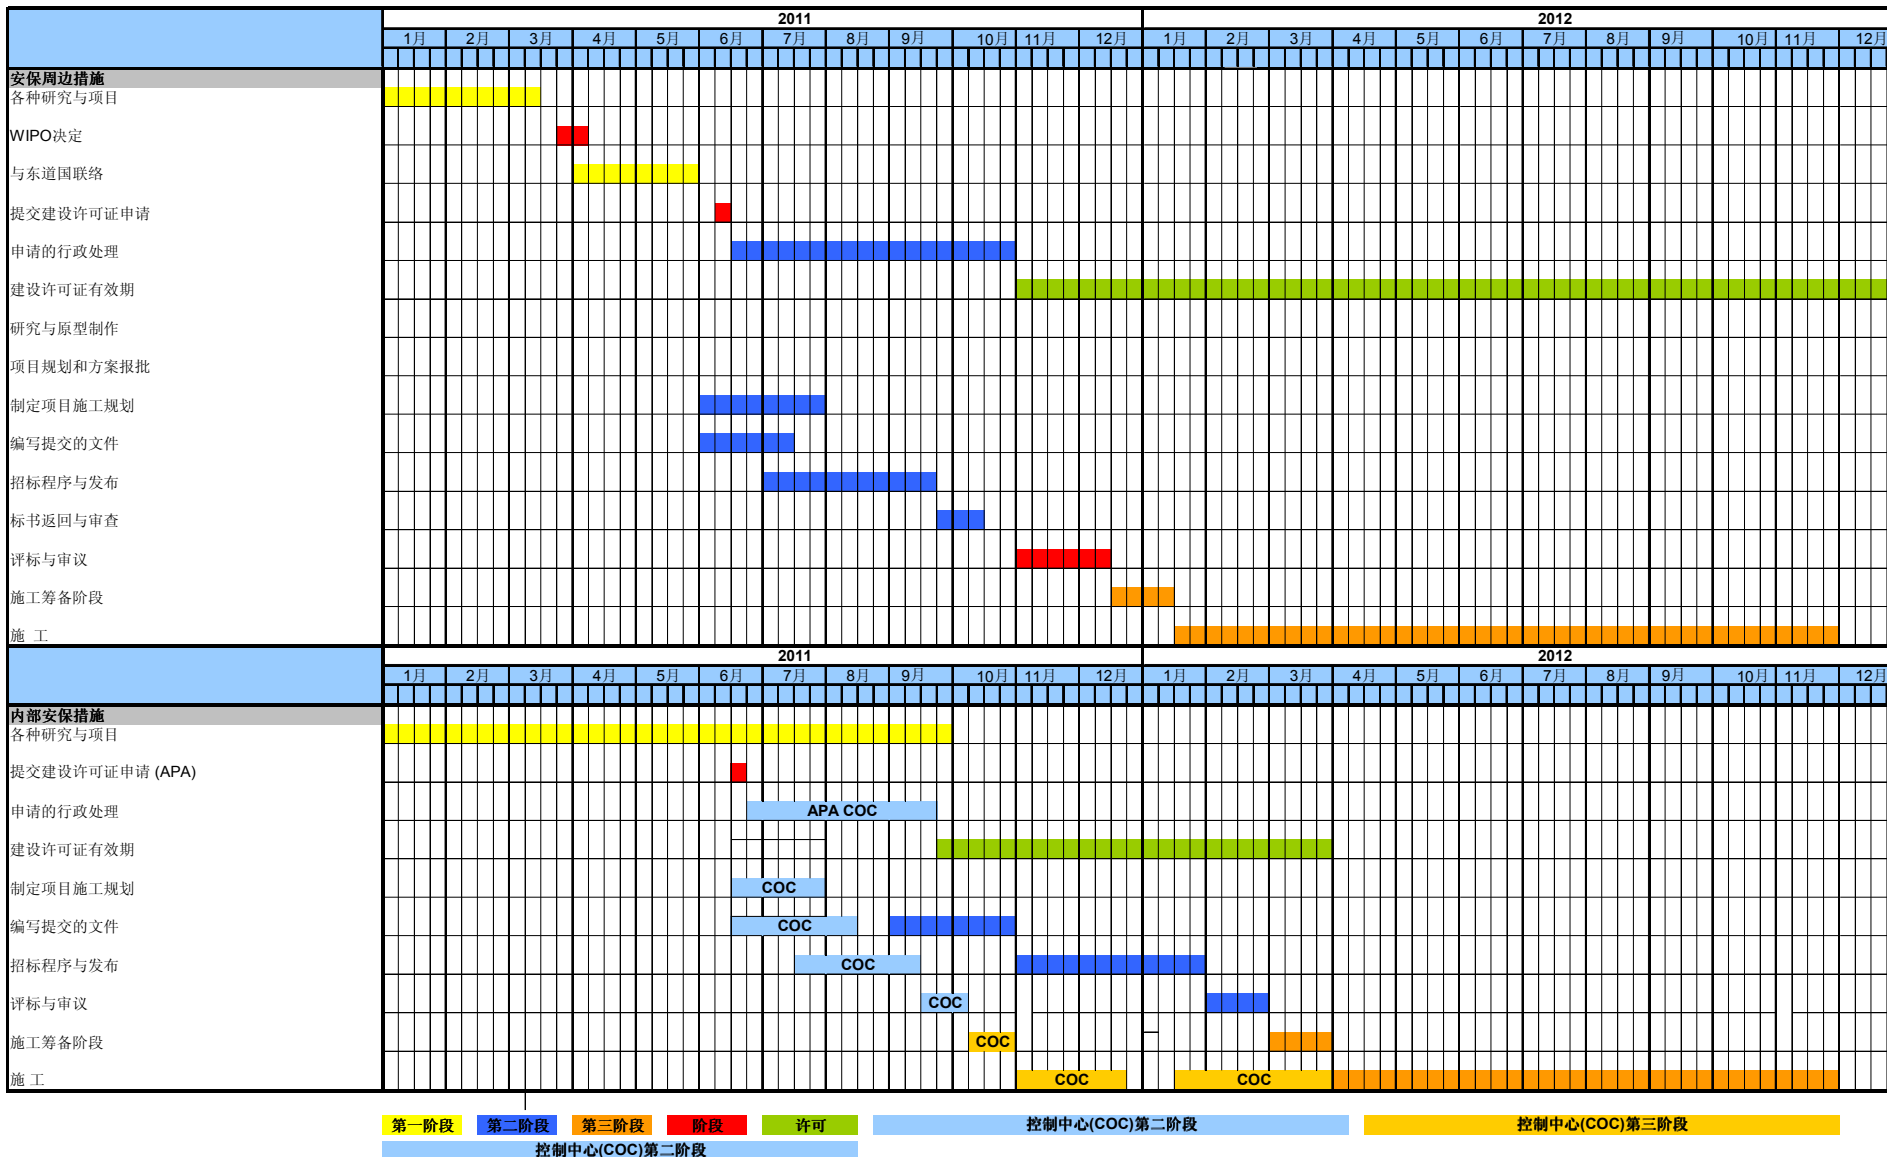 2011 2012
1月 2月 3月 4月 5月 6月 7月 8月 9月 10月 11月 12月 1月 2月 3月 4月 5月 6月 7月 8月 9月 10月 11月 12月
安保周边措施
各种研究与项目
WIPO决定
与东道国联络
提交建设许可证申请
申请的行政处理
建设许可证有效期
研究与原型制作
项目规划和方案报批
制定项目施工规划
编写提交的文件
招标程序与发布
标书返回与审查
评标与审议
施工筹备阶段
施 工
2011 2012
1月 2月 3月 4月 5月 6月 7月 8月 9月 10月 11月 12月 1月 2月 3月 4月 5月 6月 7月 8月 9月 10月 11月 12月
内部安保措施
各种研究与项目
提交建设许可证申请 (APA)
申请的行政处理 APA COC
建设许可证有效期
制定项目施工规划 COC
编写提交的文件 COC
招标程序与发布 COC
评标与审议 COC
施工筹备阶段 COC
施 工 COC COC
第一阶段 第二阶段 第三阶段 阶段 许可 控制中心(COC)第二阶段 控制中心(COC)第三阶段
控制中心(COC)第二阶段